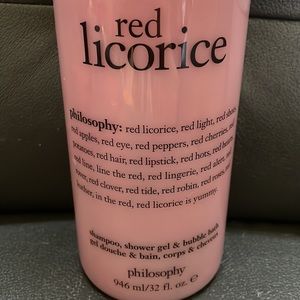 red
licorice
philosophy: red licorice, red light, red shoes,
red apples, red eye, red peppers, red cherries, red
potatoes, red hair, red lipstick, red hots, red beans,
red line, line the red, red lingerie, red alert, red
rover, red clover, red tide, red robin, red roses, red
leather, in the red, red licorice is yummy.
shampoo, shower gel & bubble bath
gel douche & bain, corps & cheveux
philosophy
946 ml/32 fl. oz. e